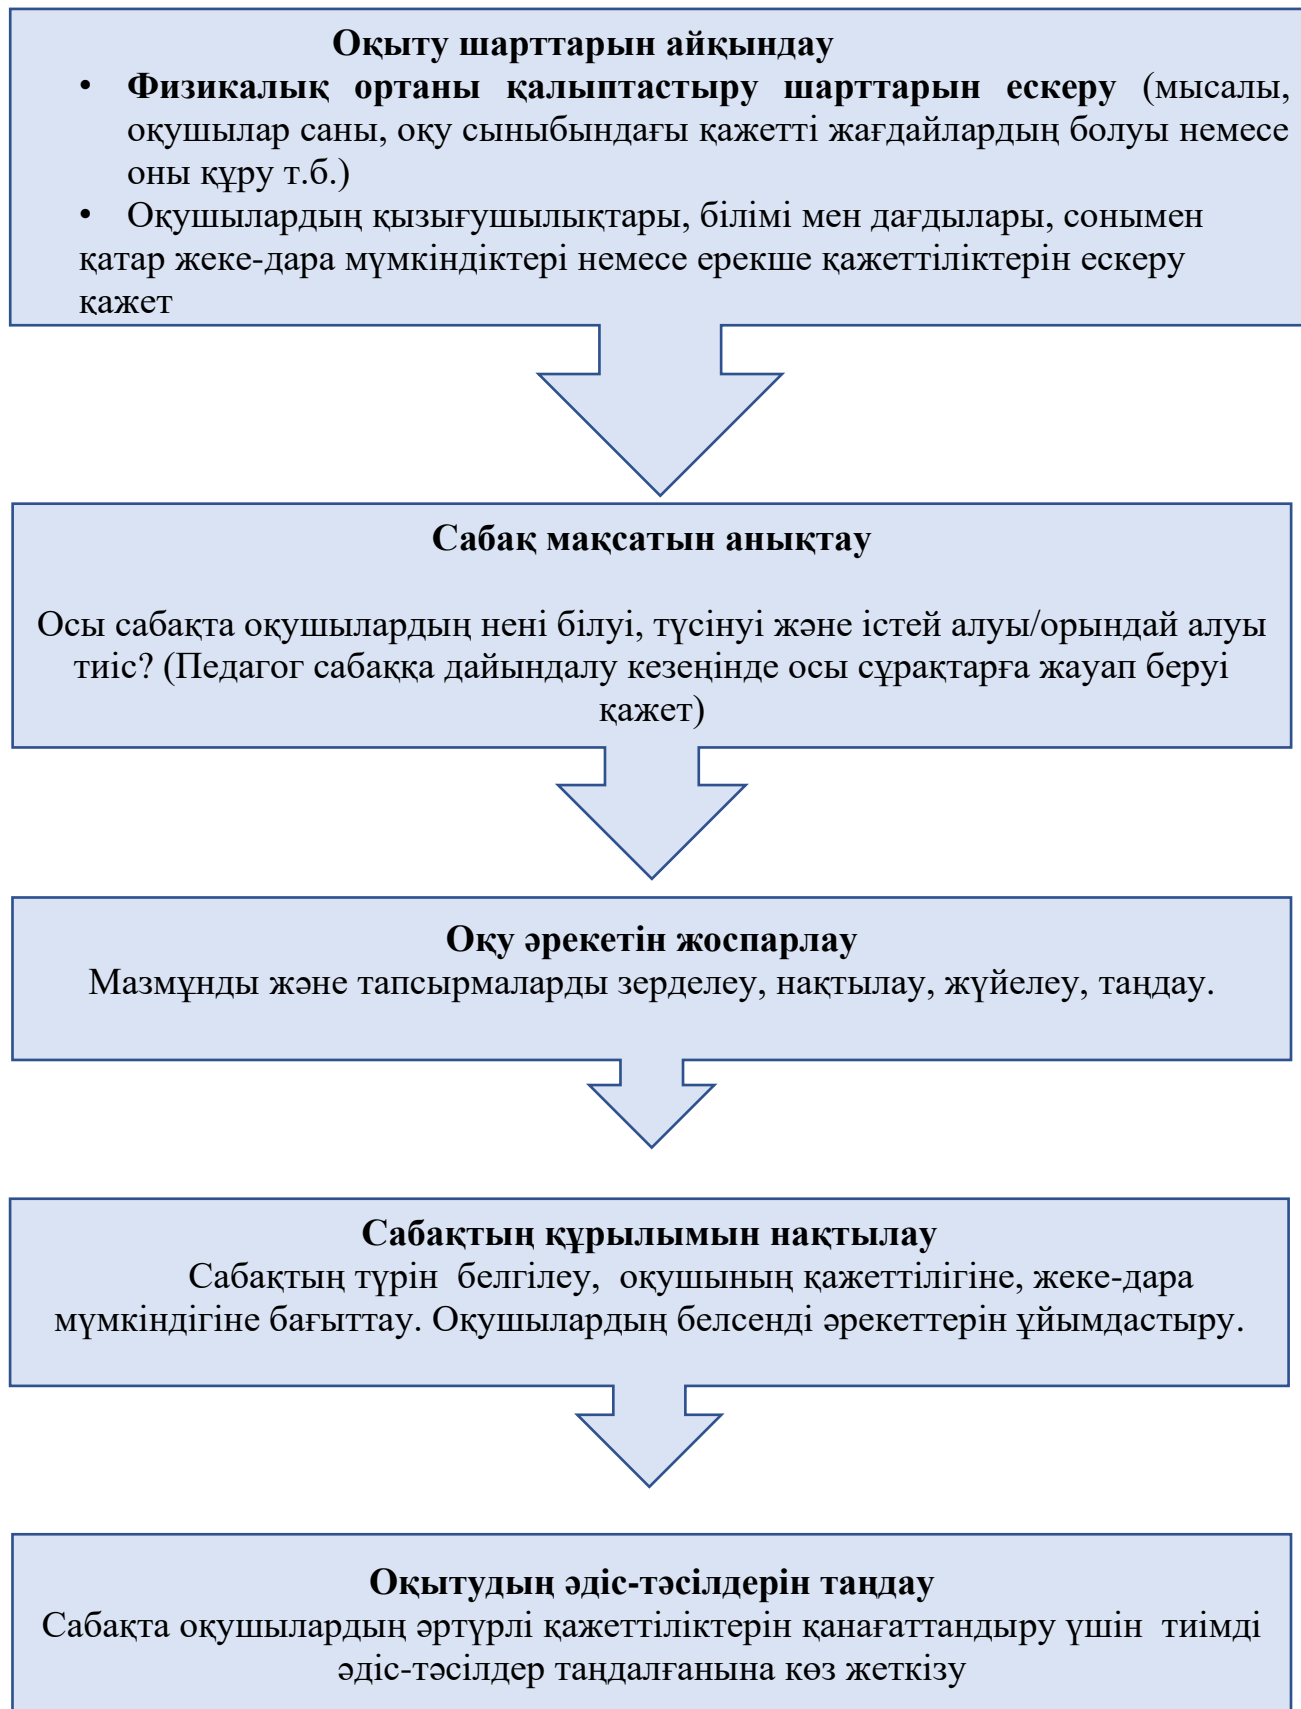 Оқыту шарттарын айқындау
• Физикалық ортаны қалыптастыру шарттарын ескеру (мысалы,
оқушылар саны, оқу сыныбындағы қажетті жағдайлардың болуы немесе
оны құру т.б.)
• Оқушылардың қызығушылықтары, білімі мен дағдылары, сонымен
қатар жеке-дара мүмкіндіктері немесе ерекше қажеттіліктерін ескеру
қажет
Сабақ мақсатын анықтау
Осы сабақта оқушылардың нені білуі, түсінуі және істей алуы/орындай алуы
тиіс? (Педагог сабаққа дайындалу кезеңінде осы сұрақтарға жауап беруі
қажет)
Оқу әрекетін жоспарлау
Мазмұнды және тапсырмаларды зерделеу, нақтылау, жүйелеу, таңдау.
Сабақтың құрылымын нақтылау
Сабақтың түрін белгілеу, оқушының қажеттілігіне, жеке-дара
мүмкіндігіне бағыттау. Оқушылардың белсенді әрекеттерін ұйымдастыру.
Оқытудың әдіс-тәсілдерін таңдау
Сабақта оқушылардың әртүрлі қажеттіліктерін қанағаттандыру үшін тиімді
әдіс-тәсілдер таңдалғанына көз жеткізу